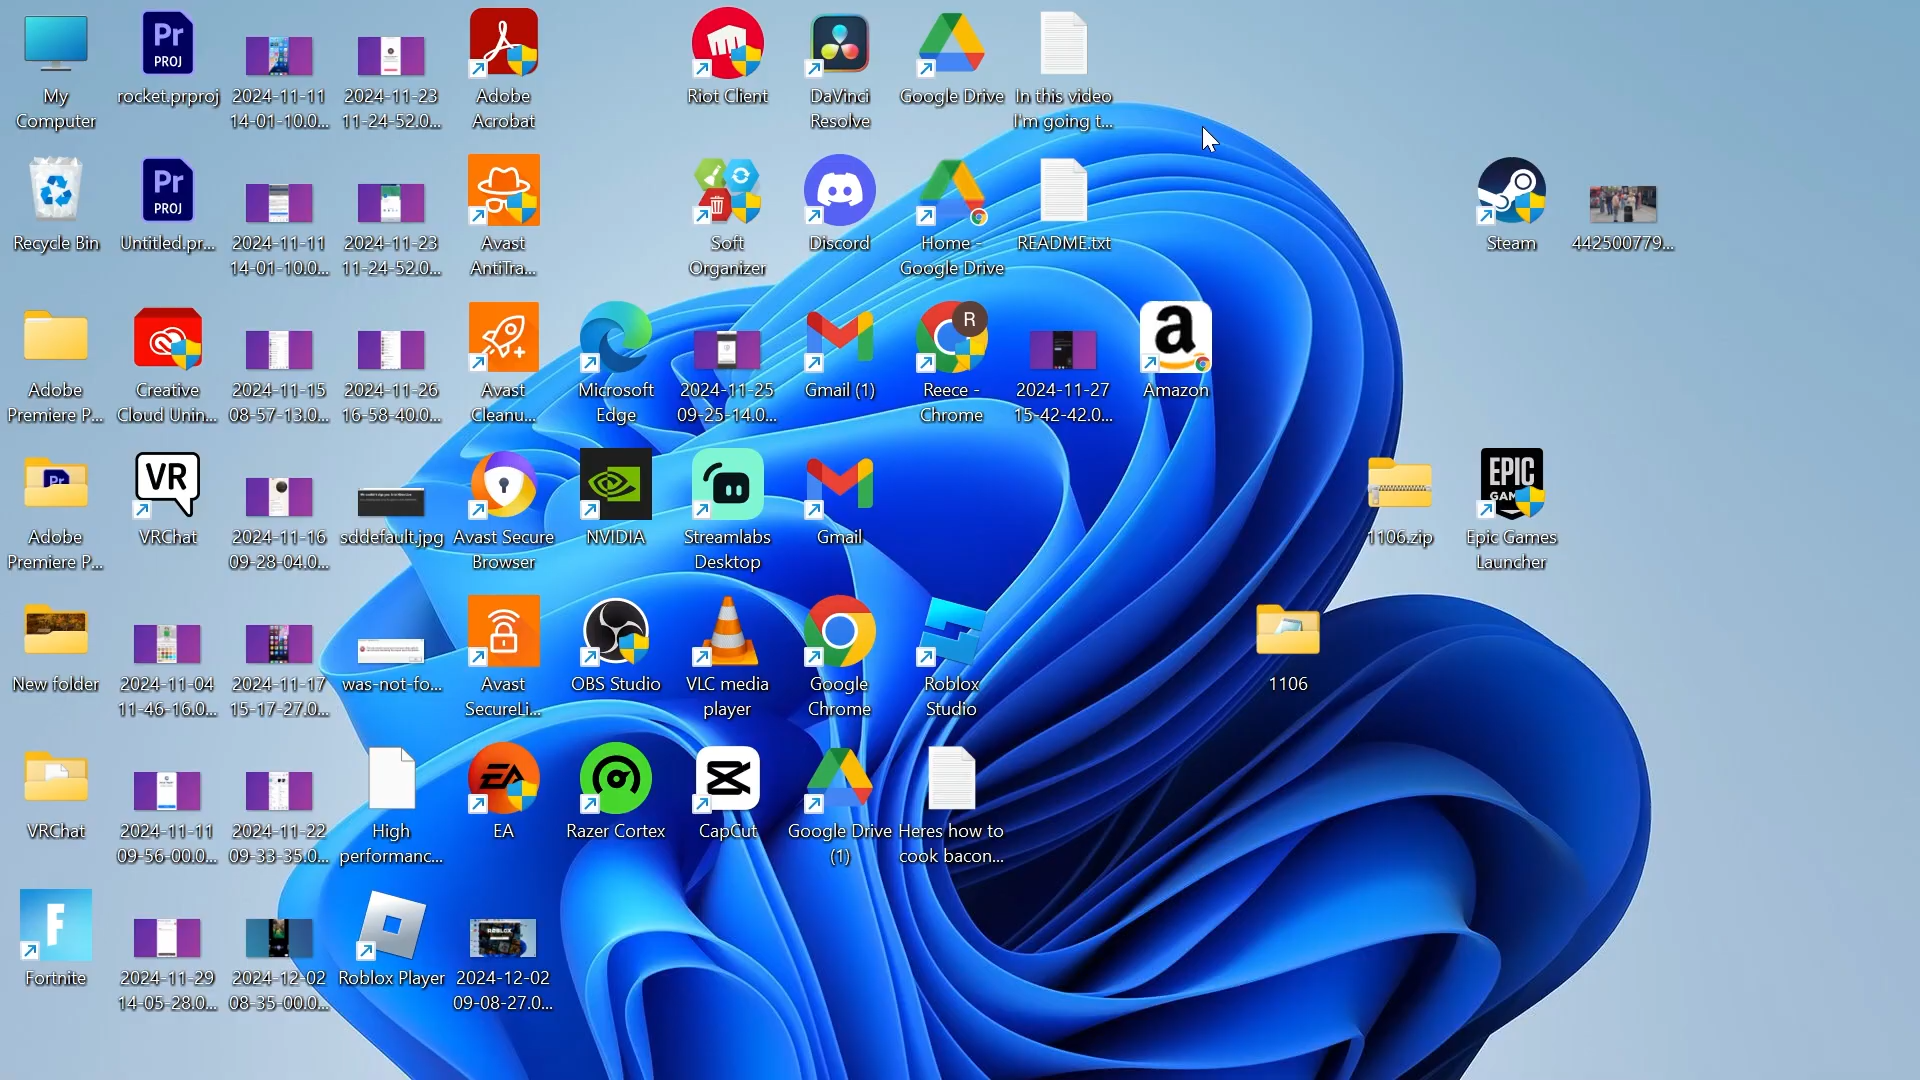 My
Computer
rocket.prproj
2024-11-11
14-01-10.0...
2024-11-23
11-24-52.0...
Adobe
Acrobat
Riot Client
DaVinci
Resolve
Google Drive
In this video
I'm going t...
Recycle Bin
Untitled.pr...
2024-11-11
14-01-10.0...
2024-11-23
11-24-52.0...
Avast
AntiTra...
Soft
Organizer
Discord
Home -
Google Drive
README.txt
Steam
442500779...
Adobe
Premiere P...
Creative
Cloud Unin...
2024-11-15
08-57-13.0...
2024-11-26
16-58-40.0...
Avast
Cleanu...
Microsoft
Edge
2024-11-25
09-25-14.0...
Gmail (1)
Reece -
Chrome
2024-11-27
15-42-42.0...
Amazon
Adobe
Premiere P...
VRChat
2024-11-16
09-28-04.0...
sddefault.jpg
Avast Secure
Browser
NVIDIA
Streamlabs
Desktop
Gmail
1106.zip
Epic Games
Launcher
New folder
2024-11-04
11-46-16.0...
2024-11-17
15-17-27.0...
was-not-fo...
Avast
SecureLi...
OBS Studio
VLC media
player
Google
Chrome
Roblox
Studio
1106
VRChat
2024-11-11
09-56-00.0...
2024-11-22
09-33-35.0...
High
performanc...
EA
Razer Cortex
CapCut
Google Drive
(1)
Heres how to
cook bacon...
Fortnite
2024-11-29
14-05-28.0...
2024-12-02
08-35-00.0...
Roblox Player
2024-12-02
09-08-27.0...
Pr
PROJ
Pr
PROJ
R
a
Pr
VR
EPIC
GAM
EA
F
ROBLOX